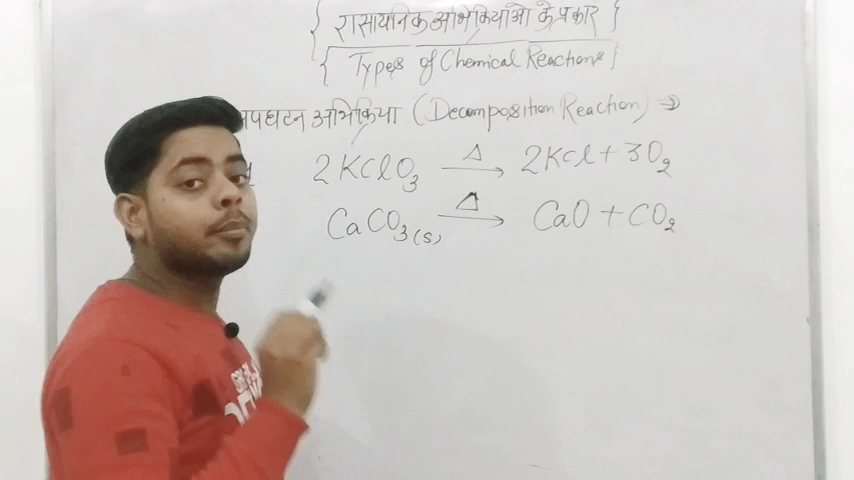 { रासायनिक अभिक्रियाओं के प्रकार }
{ Types of Chemical Reactions }
अपघटन अभिक्रिया (Decomposition Reaction) ⇒
2KClO₃ —Δ→ 2KCl + 3O₂
CaCO₃(s) —Δ→ CaO + CO₂